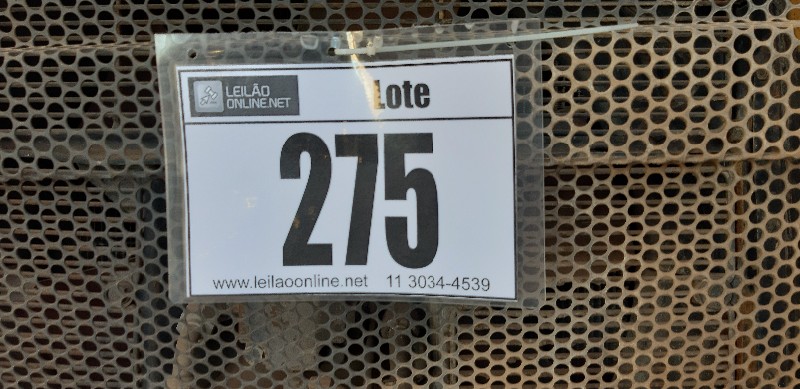 LEILÃO
ONLINE.NET
Lote
275
www.leilaoonline.net 11 3034-4539